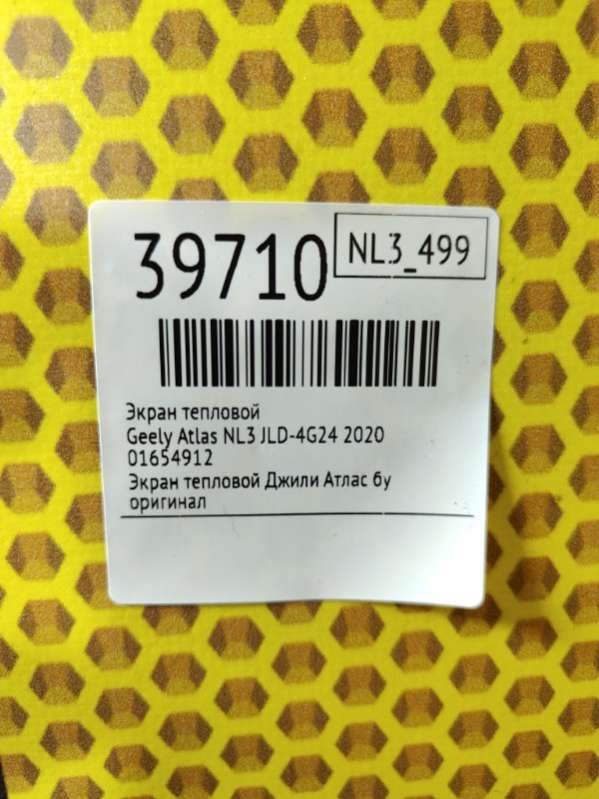 39710
NL3_499
Экран тепловой
Geely Atlas NL3 JLD-4G24 2020
01654912
Экран тепловой Джили Атлас бу
оригинал